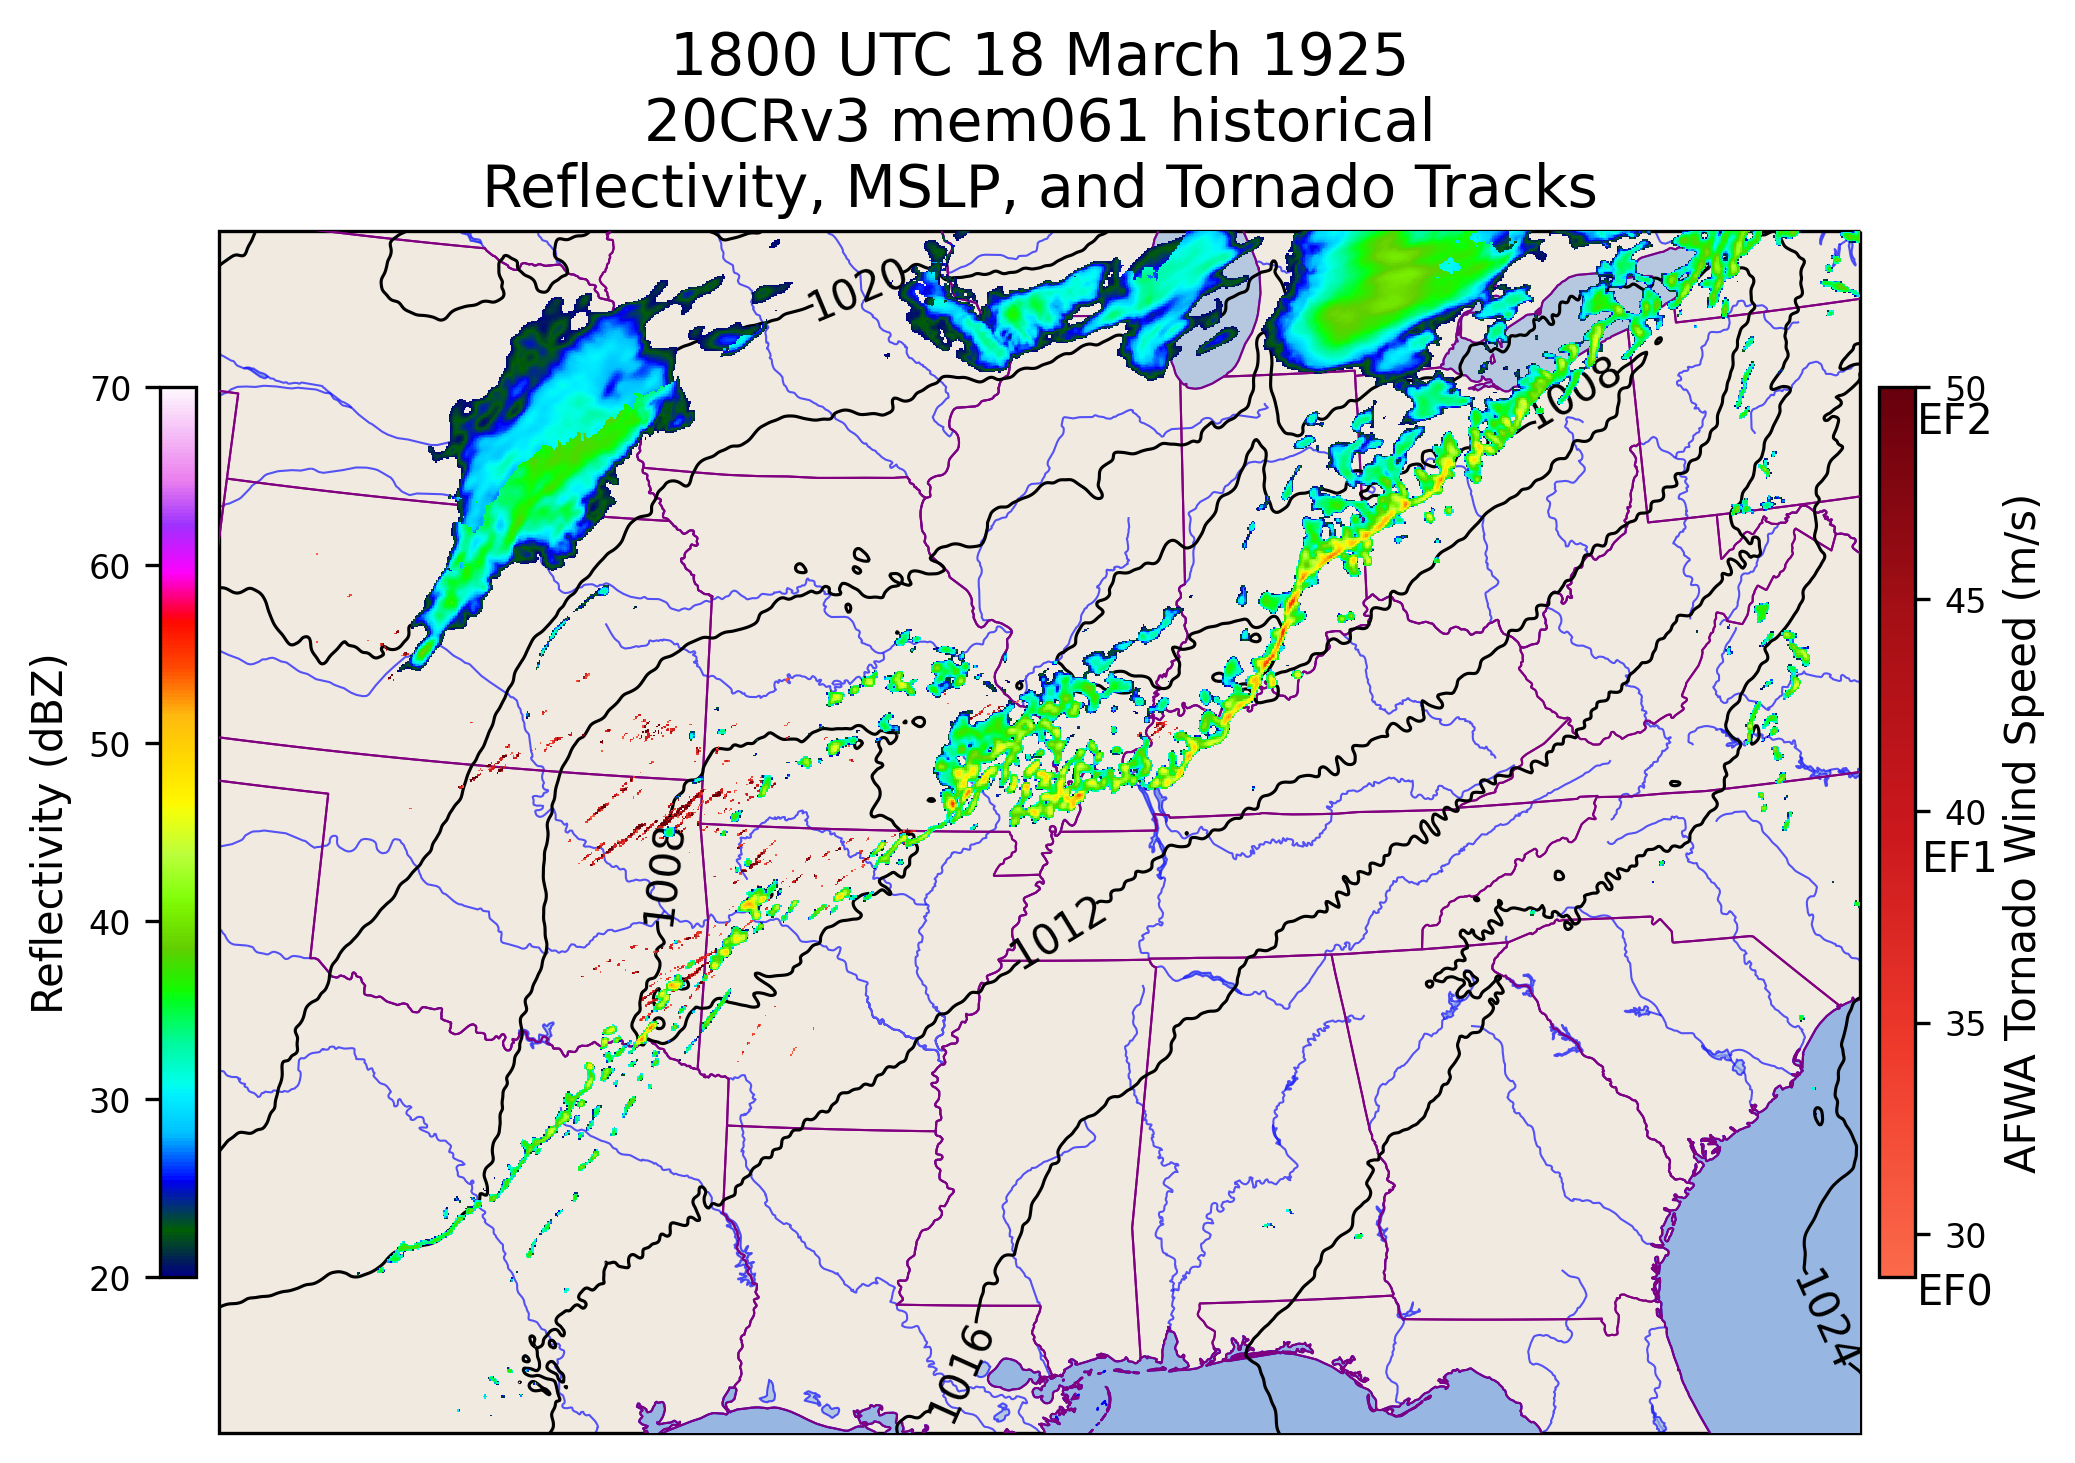 1800 UTC 18 March 1925
20CRv3 mem061 historical
Reflectivity, MSLP, and Tornado Tracks
1020
1008
1008
1012
1016
1024
70
60
50
40
30
20
Reflectivity (dBZ)
50
EF2
45
40
EF1
35
30
EF0
AFWA Tornado Wind Speed (m/s)